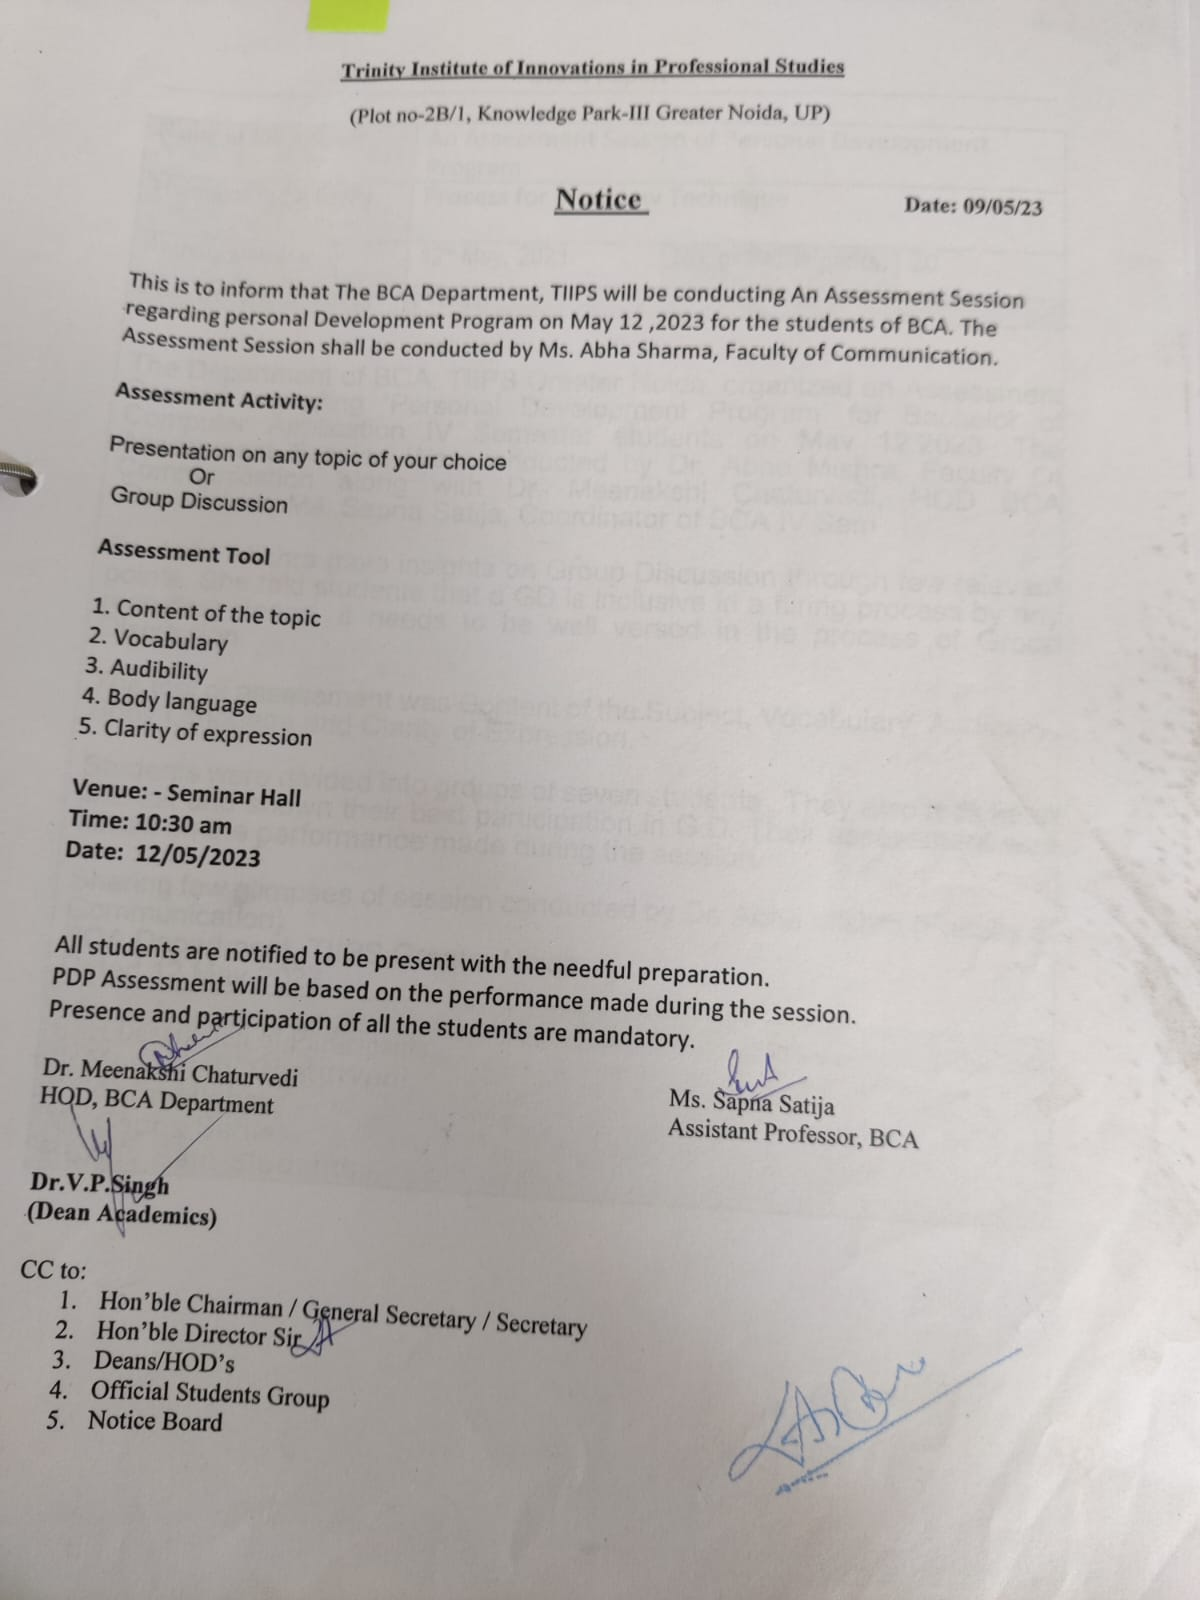 Trinity Institute of Innovations in Professional Studies
(Plot no-2B/1, Knowledge Park-III Greater Noida, UP)
Notice
Date: 09/05/23
This is to inform that The BCA Department, TIIPS will be conducting An Assessment Session
regarding personal Development Program on May 12 ,2023 for the students of BCA. The
Assessment Session shall be conducted by Ms. Abha Sharma, Faculty of Communication.
Assessment Activity:
Presentation on any topic of your choice
Or
Group Discussion
Assessment Tool
1. Content of the topic
2. Vocabulary
3. Audibility
4. Body language
5. Clarity of expression
Venue: - Seminar Hall
Time: 10:30 am
Date: 12/05/2023
All students are notified to be present with the needful preparation.
PDP Assessment will be based on the performance made during the session.
Presence and participation of all the students are mandatory.
Dr. Meenakshi Chaturvedi
HOD, BCA Department
Ms. Sapna Satija
Assistant Professor, BCA
Dr.V.P.Singh
(Dean Academics)
CC to:
1. Hon'ble Chairman / General Secretary / Secretary
2. Hon'ble Director Sir
3. Deans/HOD's
4. Official Students Group
5. Notice Board